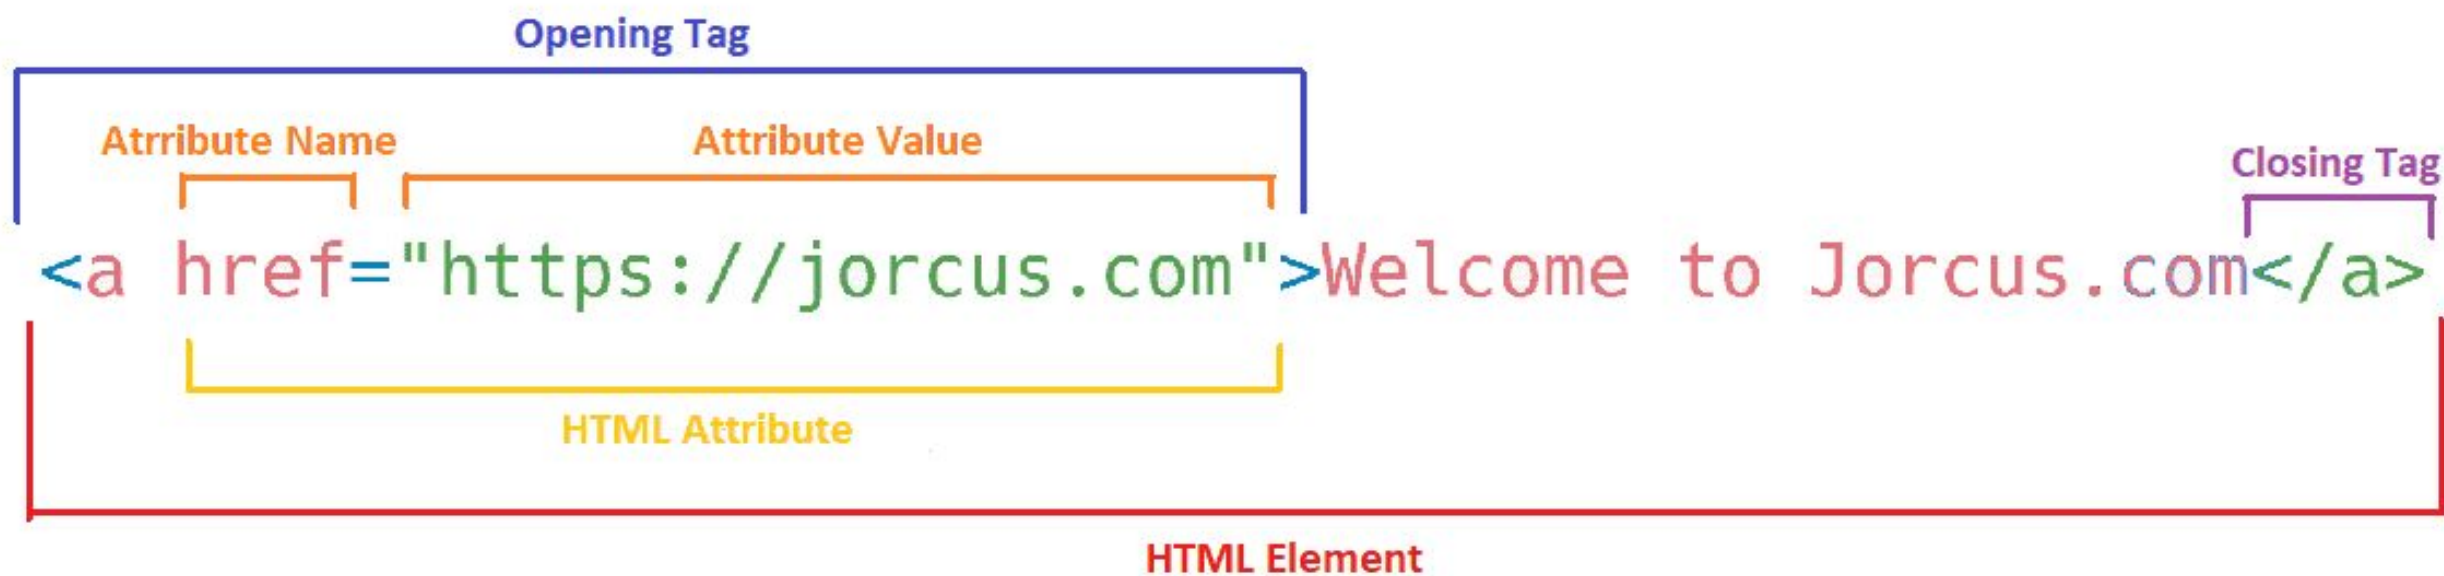 Opening Tag
Atrribute Name Attribute Value
Closing Tag
<a href="https://jorcus.com">Welcome to Jorcus.com</a>
HTML Attribute
HTML Element